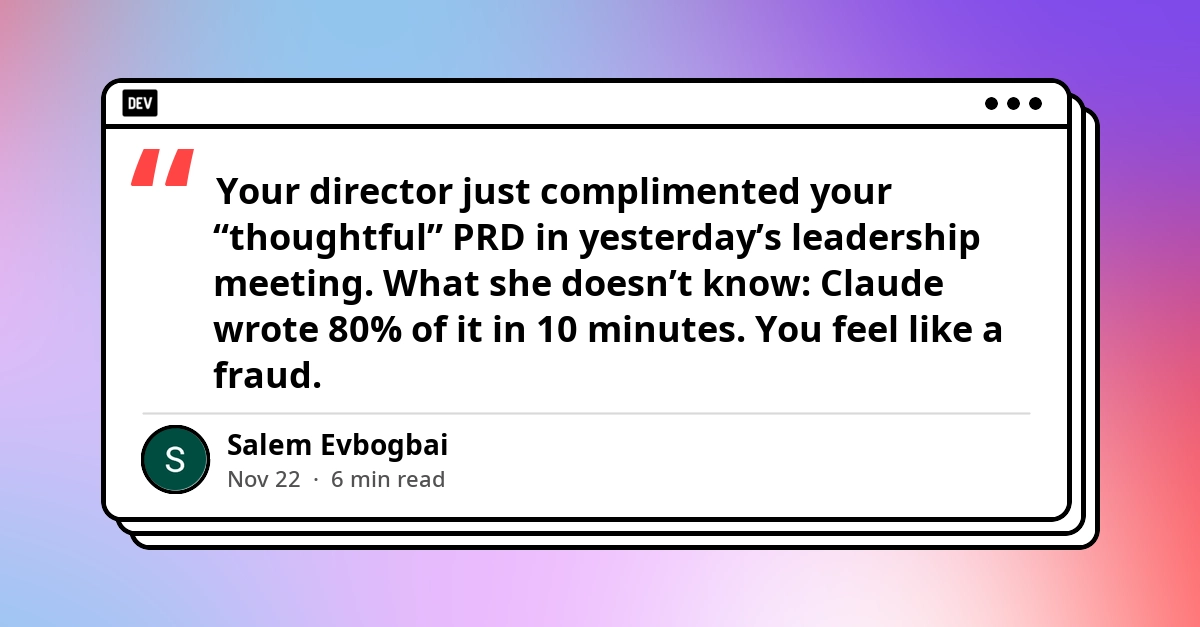 DEV
“
Your director just complimented your
“thoughtful” PRD in yesterday’s leadership
meeting. What she doesn’t know: Claude
wrote 80% of it in 10 minutes. You feel like a
fraud.
S
Salem Evbogbai
Nov 22 · 6 min read